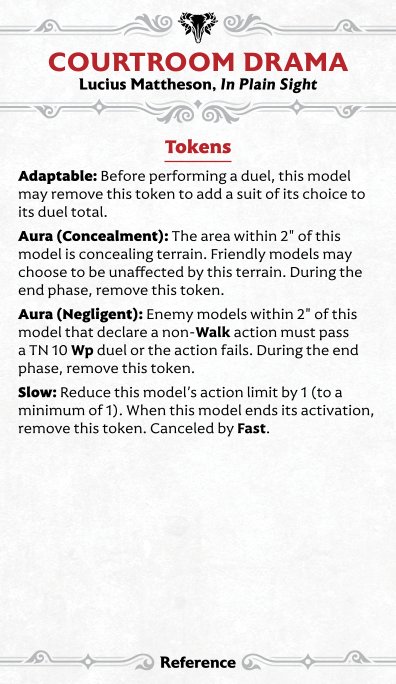 COURTROOM DRAMA
Lucius Mattheson, In Plain Sight
Tokens
Adaptable: Before performing a duel, this model
may remove this token to add a suit of its choice to
its duel total.
Aura (Concealment): The area within 2" of this
model is concealing terrain. Friendly models may
choose to be unaffected by this terrain. During the
end phase, remove this token.
Aura (Negligent): Enemy models within 2" of this
model that declare a non-Walk action must pass
a TN 10 Wp duel or the action fails. During the end
phase, remove this token.
Slow: Reduce this model’s action limit by 1 (to a
minimum of 1). When this model ends its activation,
remove this token. Canceled by Fast.
Reference